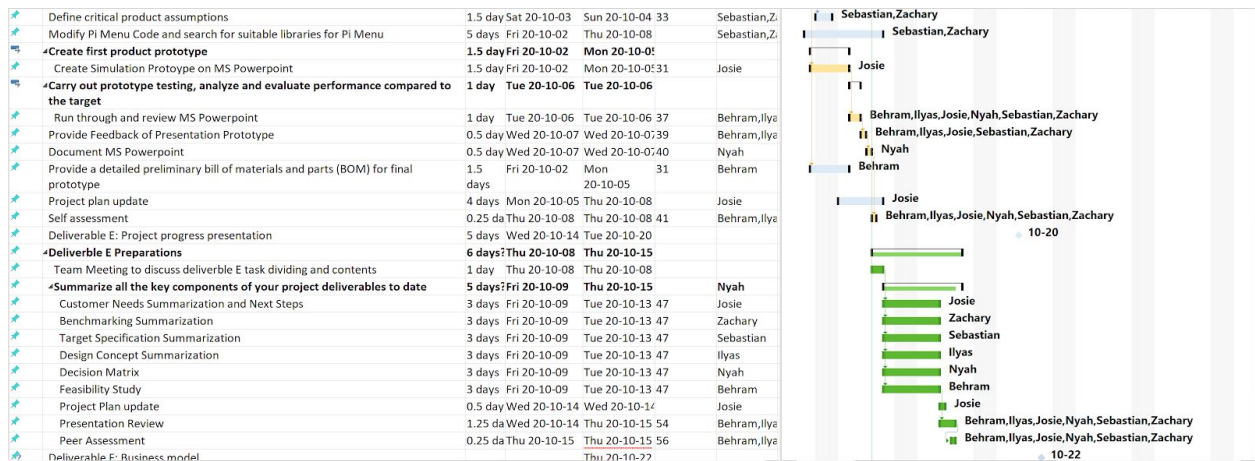 Define critical product assumptions 1.5 day Sat 20-10-03 Sun 20-10-04 33 Sebastian,Za Sebastian,Zachary
Modify Pi Menu Code and search for suitable libraries for Pi Menu 5 days Fri 20-10-02 Thu 20-10-08 Sebastian,Za Sebastian,Zachary
Create first product prototype 1.5 day Fri 20-10-02 Mon 20-10-05
Create Simulation Protoype on MS Powerpoint 1.5 day Fri 20-10-02 Mon 20-10-05 31 Josie Josie
Carry out prototype testing, analyze and evaluate performance compared to 1 day Tue 20-10-06 Tue 20-10-06
the target
Run through and review MS Powerpoint 1 day Tue 20-10-06 Tue 20-10-06 37 Behram,Ilya Behram,Ilyas,Josie,Nyah,Sebastian,Zachary
Provide Feedback of Presentation Prototype 0.5 day Wed 20-10-07 Wed 20-10-07 39 Behram,Ilya Behram,Ilyas,Josie,Sebastian,Zachary
Document MS Powerpoint 0.5 day Wed 20-10-07 Wed 20-10-07 40 Nyah Nyah
Provide a detailed preliminary bill of materials and parts (BOM) for final 1.5 Fri 20-10-02 Mon 31 Behram Behram
prototype days 20-10-05
Project plan update 4 days Mon 20-10-05 Thu 20-10-08 Josie Josie
Self assessment 0.25 da Thu 20-10-08 Thu 20-10-08 41 Behram,Ilya Behram,Ilyas,Josie,Nyah,Sebastian,Zachary
Deliverable E: Project progress presentation 5 days Wed 20-10-14 Tue 20-10-20 10-20
Deliverble E Preparations 6 days? Thu 20-10-08 Thu 20-10-15
Team Meeting to discuss deliverble E task dividing and contents 1 day Thu 20-10-08 Thu 20-10-08
Summarize all the key components of your project deliverables to date 5 days? Fri 20-10-09 Thu 20-10-15 Nyah
Customer Needs Summarization and Next Steps 3 days Fri 20-10-09 Tue 20-10-13 47 Josie Josie
Benchmarking Summarization 3 days Fri 20-10-09 Tue 20-10-13 47 Zachary Zachary
Target Specification Summarization 3 days Fri 20-10-09 Tue 20-10-13 47 Sebastian Sebastian
Design Concept Summarization 3 days Fri 20-10-09 Tue 20-10-13 47 Ilyas Ilyas
Decision Matrix 3 days Fri 20-10-09 Tue 20-10-13 47 Nyah Nyah
Feasibility Study 3 days Fri 20-10-09 Tue 20-10-13 47 Behram Behram
Project Plan update 0.5 day Wed 20-10-14 Wed 20-10-14 Josie Josie
Presentation Review 1.25 da Wed 20-10-14 Thu 20-10-15 54 Behram,Ilya Behram,Ilyas,Josie,Nyah,Sebastian,Zachary
Peer Assessment 0.25 da Thu 20-10-15 Thu 20-10-15 56 Behram,Ilya Behram,Ilyas,Josie,Nyah,Sebastian,Zachary
Deliverable F: Business model Thu 20-10-22 10-22